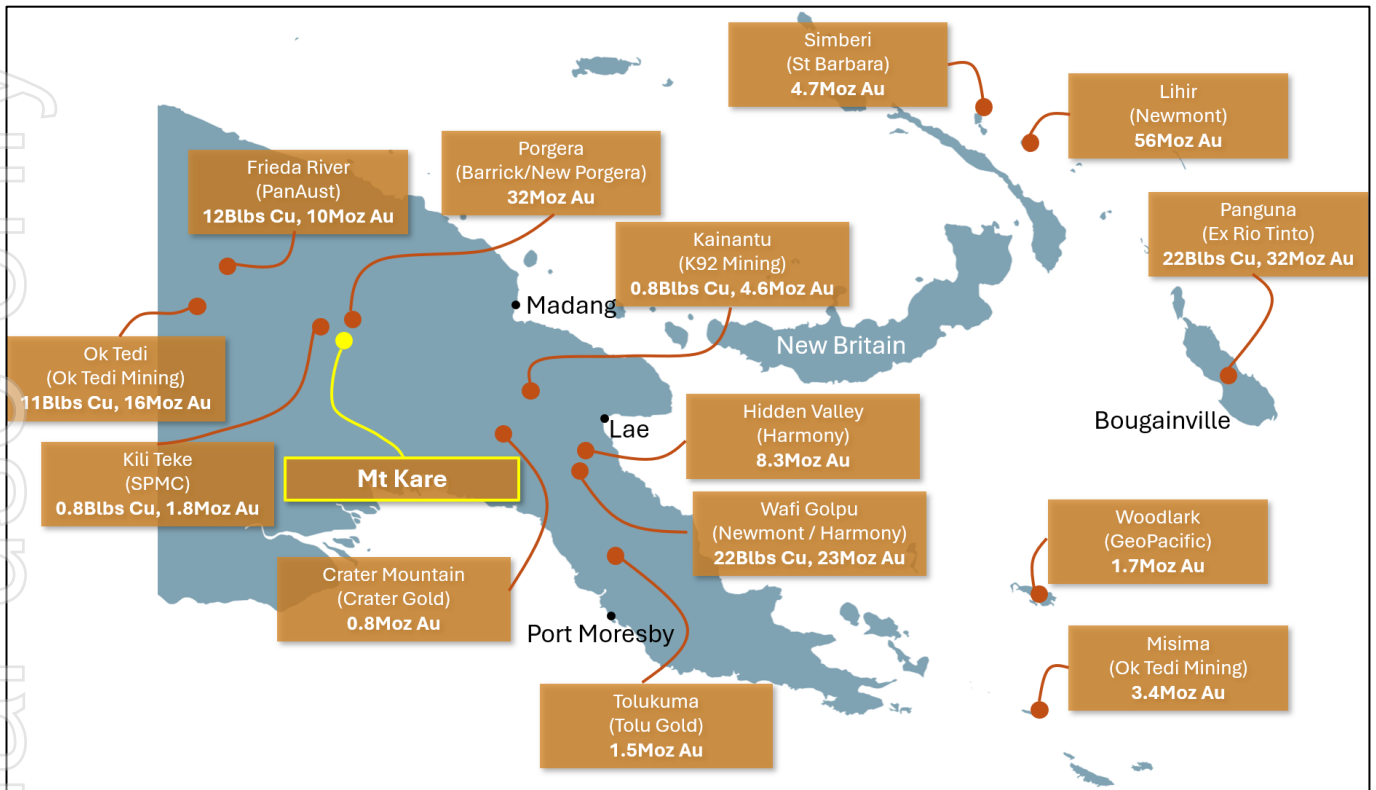 Simberi
(St Barbara)
4.7Moz Au
Lihir
(Newmont)
56Moz Au
Frieda River
(PanAust)
12Blbs Cu, 10Moz Au
Porgera
(Barrick/New Porgera)
32Moz Au
Kainantu
(K92 Mining)
0.8Blbs Cu, 4.6Moz Au
Panguna
(Ex Rio Tinto)
22Blbs Cu, 32Moz Au
Madang
New Britain
Ok Tedi
(Ok Tedi Mining)
11Blbs Cu, 16Moz Au
Bougainville
Lae
Hidden Valley
(Harmony)
8.3Moz Au
Kili Teke
(SPMC)
0.8Blbs Cu, 1.8Moz Au
Mt Kare
Wafi Golpu
(Newmont / Harmony)
22Blbs Cu, 23Moz Au
Woodlark
(GeoPacific)
1.7Moz Au
Crater Mountain
(Crater Gold)
0.8Moz Au
Port Moresby
Misima
(Ok Tedi Mining)
3.4Moz Au
Tolukuma
(Tolu Gold)
1.5Moz Au